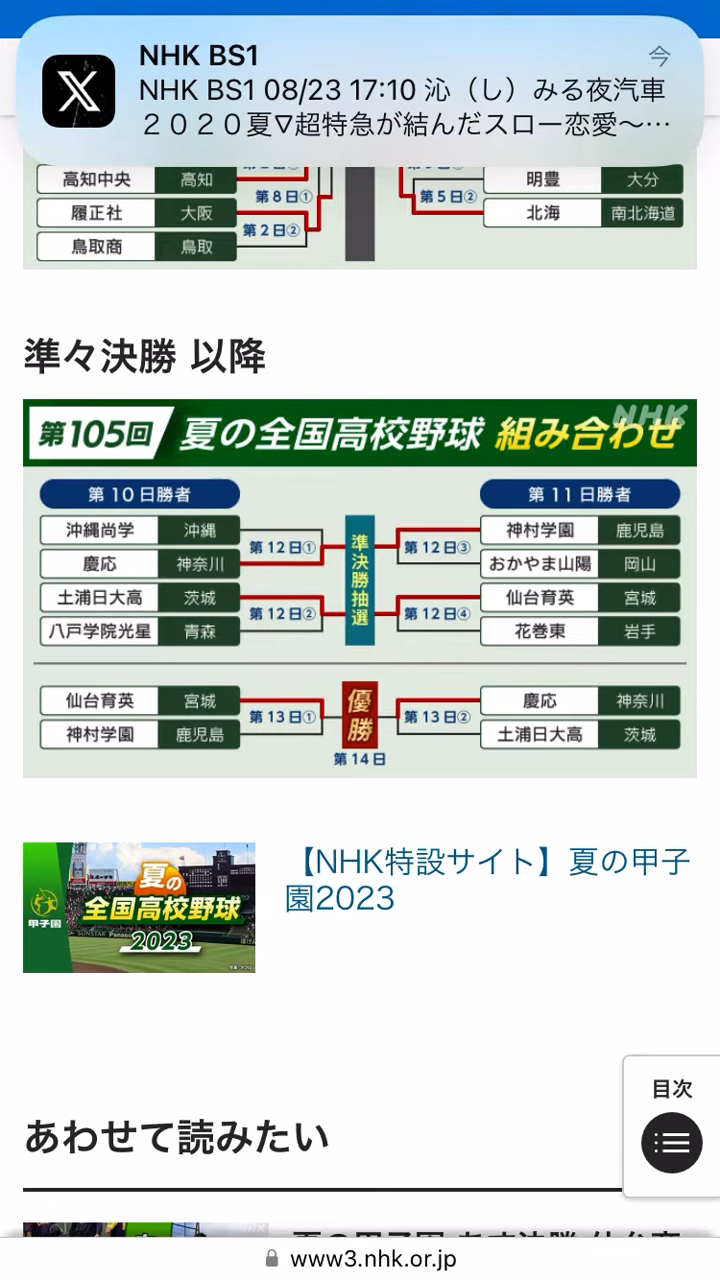 NHK BS1
今
NHK BS1 08/23 17:10 沁（し）みる夜汽車
２０２０夏∇超特急が結んだスロー恋愛〜…
高知中央 高知
第8日①
履正社 大阪
第2日②
鳥取商 鳥取
明豊 大分
第5日②
北海 南北海道
準々決勝 以降
NHK
第105回 夏の全国高校野球 組み合わせ
第10日勝者
第11日勝者
沖縄尚学 沖縄
第12日①
慶応 神奈川
土浦日大高 茨城
第12日②
八戸学院光星 青森
準決勝抽選
神村学園 鹿児島
第12日③
おかやま山陽 岡山
仙台育英 宮城
第12日④
花巻東 岩手
仙台育英 宮城
第13日①
神村学園 鹿児島
優勝
第14日
慶応 神奈川
第13日②
土浦日大高 茨城
夏の
全国高校野球
2023
甲子園
【NHK特設サイト】夏の甲子
園2023
目次
あわせて読みたい
www3.nhk.or.jp